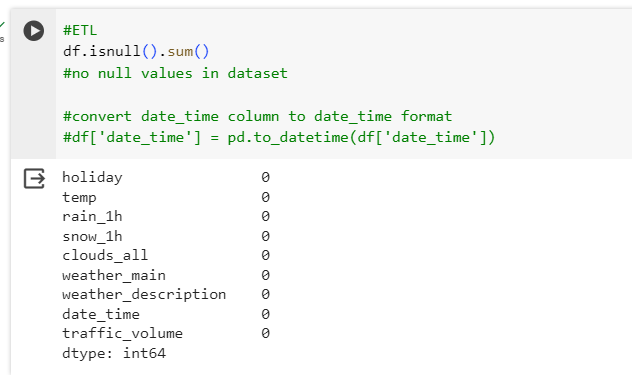 #ETL
df.isnull().sum()
#no null values in dataset
#convert date_time column to date_time format
#df['date_time'] = pd.to_datetime(df['date_time'])
holiday 0
temp 0
rain_1h 0
snow_1h 0
clouds_all 0
weather_main 0
weather_description 0
date_time 0
traffic_volume 0
dtype: int64